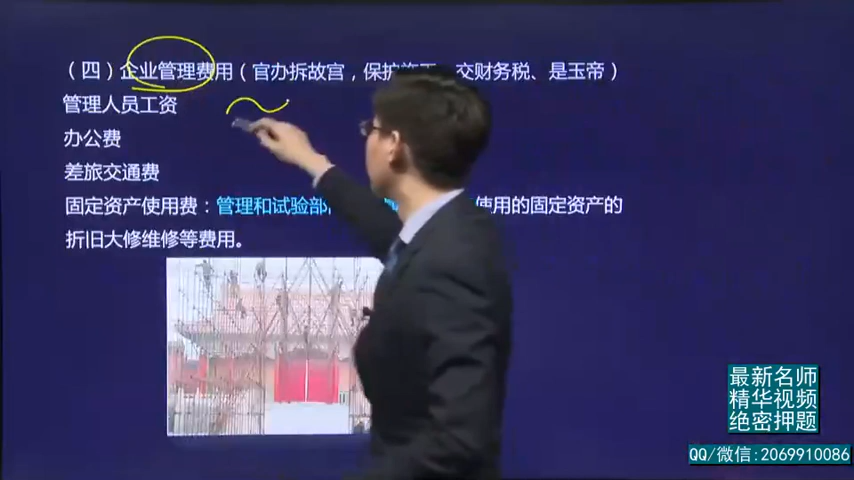 （四）企业管理费用（官办拆故宫，保护 交财务税、是玉帝）
管理人员工资
办公费
差旅交通费
固定资产使用费：管理和试验部 使用的固定资产的
折旧大修维修等费用。
最新名师
精华视频
绝密押题
QQ/微信:2069910086